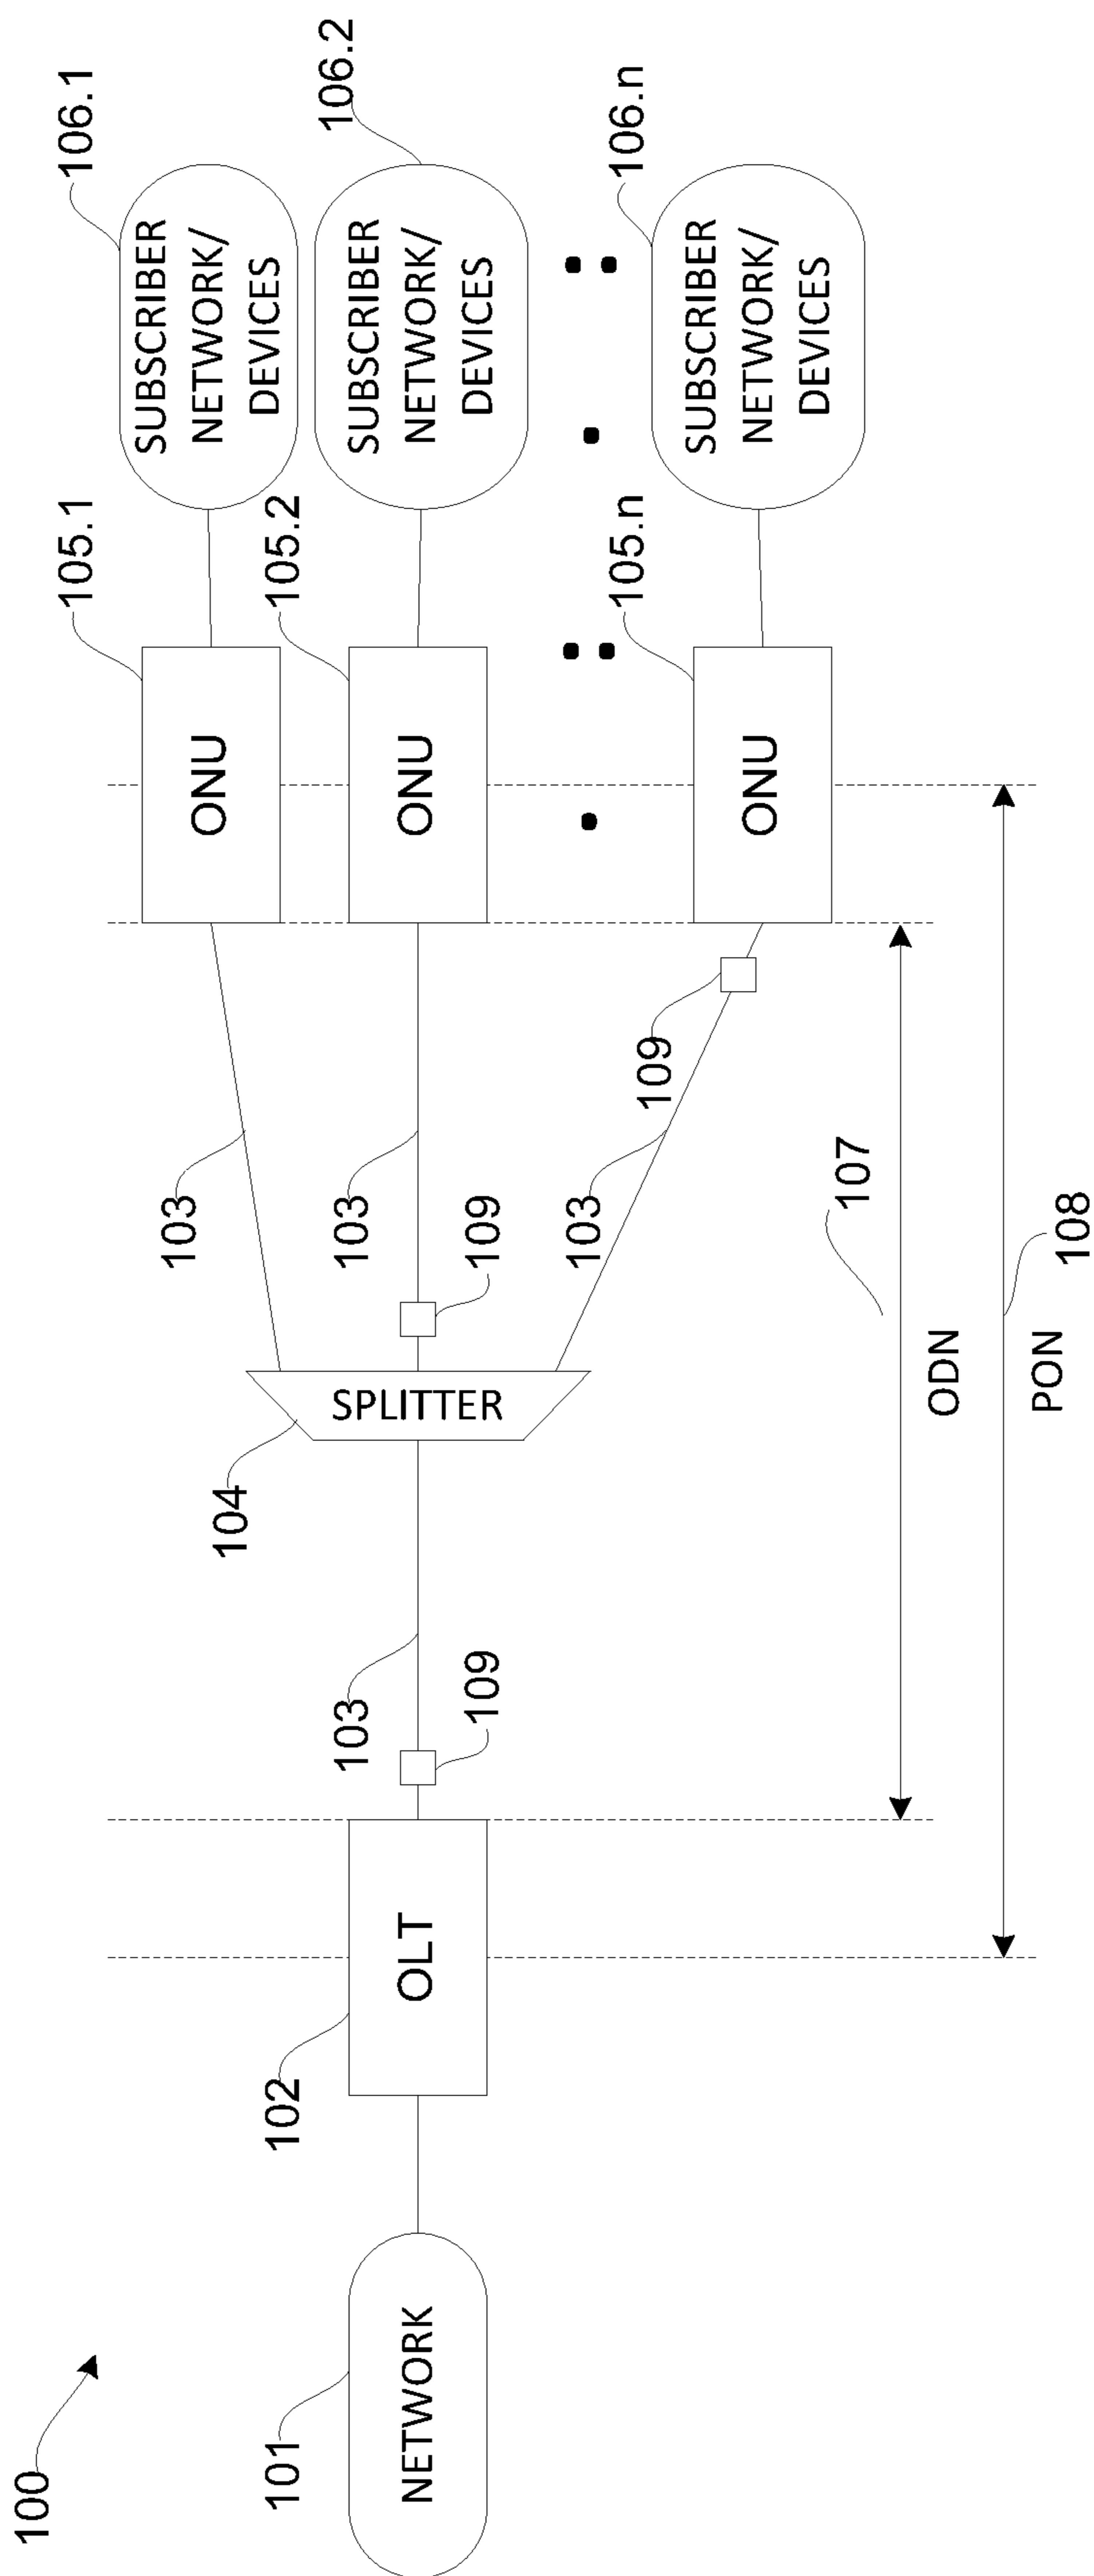 100
101
NETWORK
102
OLT
103
109
104
SPLITTER
103
103
109
103
109
105.1
ONU
105.2
ONU
105.n
ONU
106.1
SUBSCRIBER
NETWORK/
DEVICES
106.2
SUBSCRIBER
NETWORK/
DEVICES
106.n
SUBSCRIBER
NETWORK/
DEVICES
107
ODN
108
PON